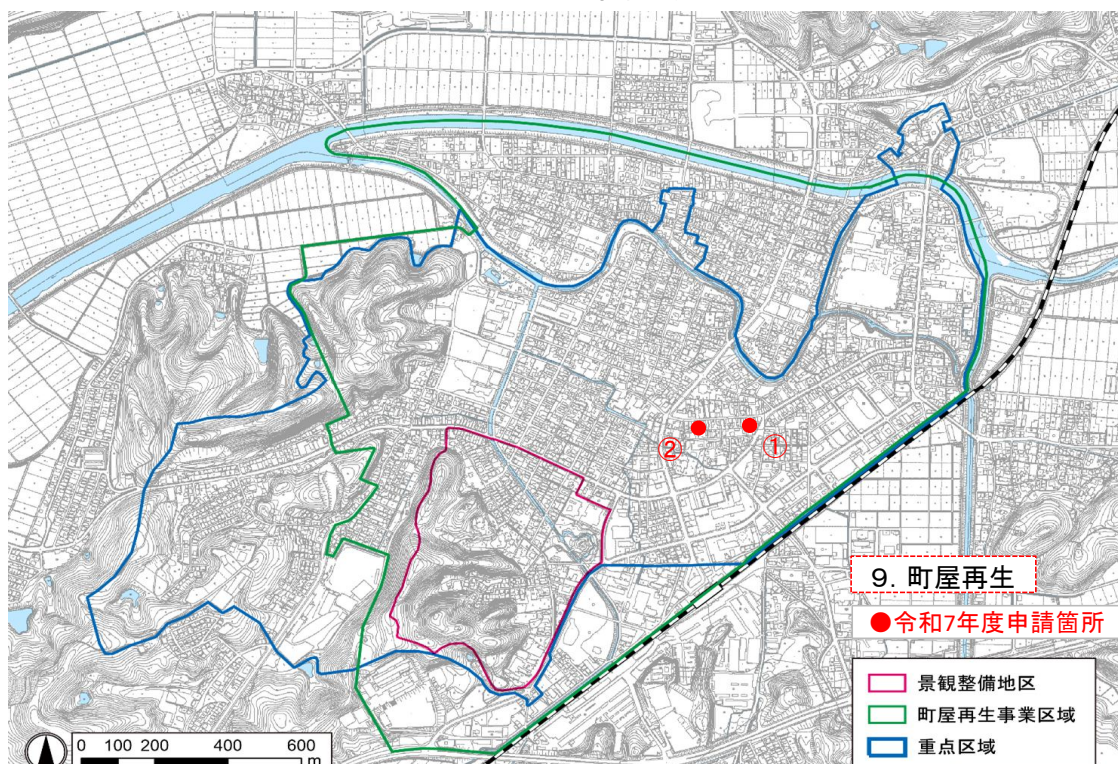 ② ①
9. 町屋再生
●令和7年度申請箇所
景観整備地区
町屋再生事業区域
重点区域
0 100 200 400 600
m